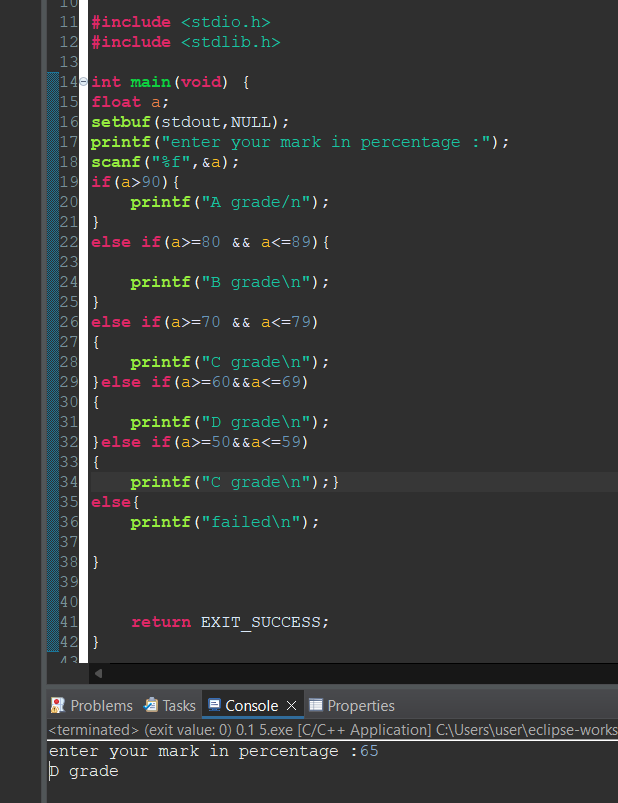 10
11 #include <stdio.h>
12 #include <stdlib.h>
13
14 int main(void) {
15 float a;
16 setbuf(stdout,NULL);
17 printf("enter your mark in percentage :");
18 scanf("%f",&a);
19 if(a>90){
20     printf("A grade/n");
21 }
22 else if(a>=80 && a<=89){
23
24     printf("B grade\n");
25 }
26 else if(a>=70 && a<=79)
27 {
28     printf("C grade\n");
29 }else if(a>=60&&a<=69)
30 {
31     printf("D grade\n");
32 }else if(a>=50&&a<=59)
33 {
34     printf("C grade\n");}
35 else{
36     printf("failed\n");
37
38 }
39
40
41     return EXIT_SUCCESS;
42 }
43
Problems Tasks Console Properties
<terminated> (exit value: 0) 0.1 5.exe [C/C++ Application] C:\Users\user\eclipse-works
enter your mark in percentage :65
D grade